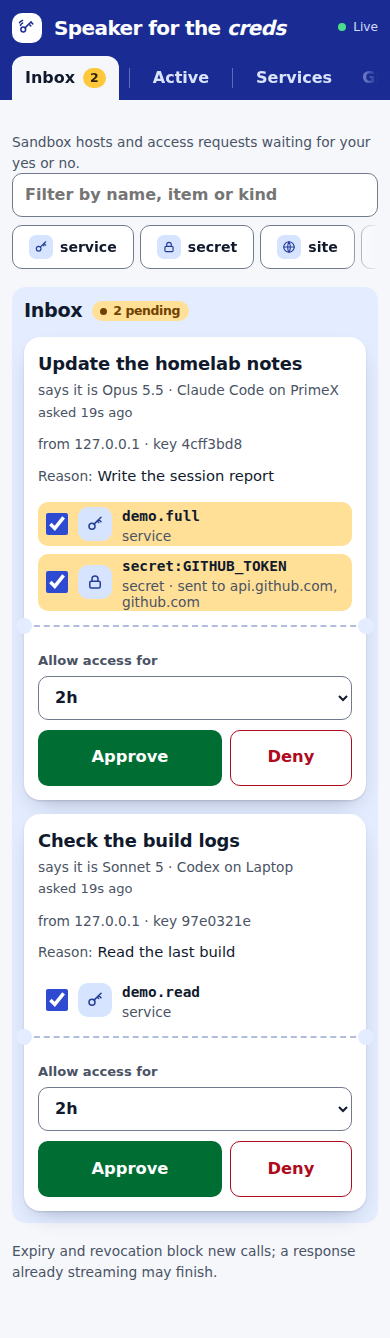 Speaker for the creds
Live
Inbox 2
Active
Services
G
Sandbox hosts and access requests waiting for your
yes or no.
Filter by name, item or kind
service
secret
site
Inbox
2 pending
Update the homelab notes
says it is Opus 5.5 · Claude Code on PrimeX
asked 19s ago
from 127.0.0.1 · key 4cff3bd8
Reason: Write the session report
demo.full
service
secret:GITHUB_TOKEN
secret · sent to api.github.com,
github.com
Allow access for
2h
Approve
Deny
Check the build logs
says it is Sonnet 5 · Codex on Laptop
asked 19s ago
from 127.0.0.1 · key 97e0321e
Reason: Read the last build
demo.read
service
Allow access for
2h
Approve
Deny
Expiry and revocation block new calls; a response
already streaming may finish.